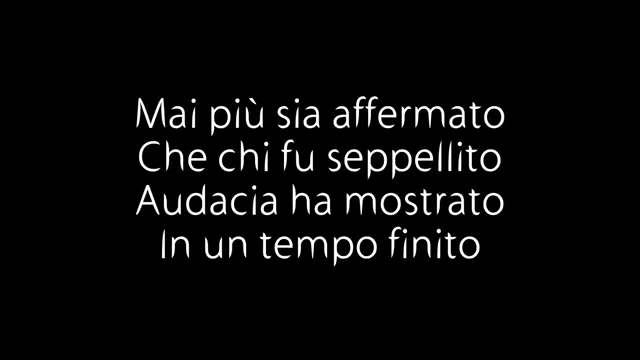 Mai più sia affermato
Che chi fu seppellito
Audacia ha mostrato
In un tempo finito